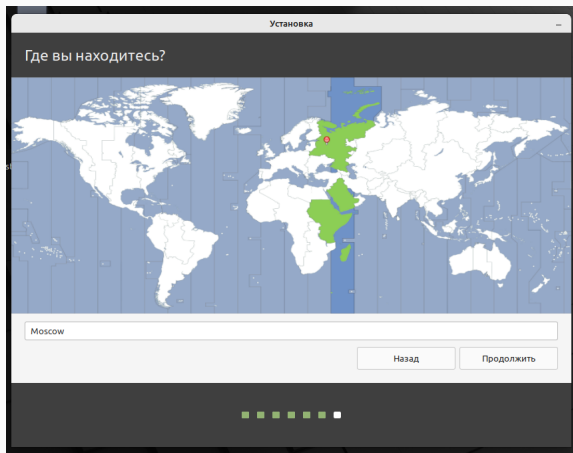 Установка
Где вы находитесь?
Moscow
Назад
Продолжить